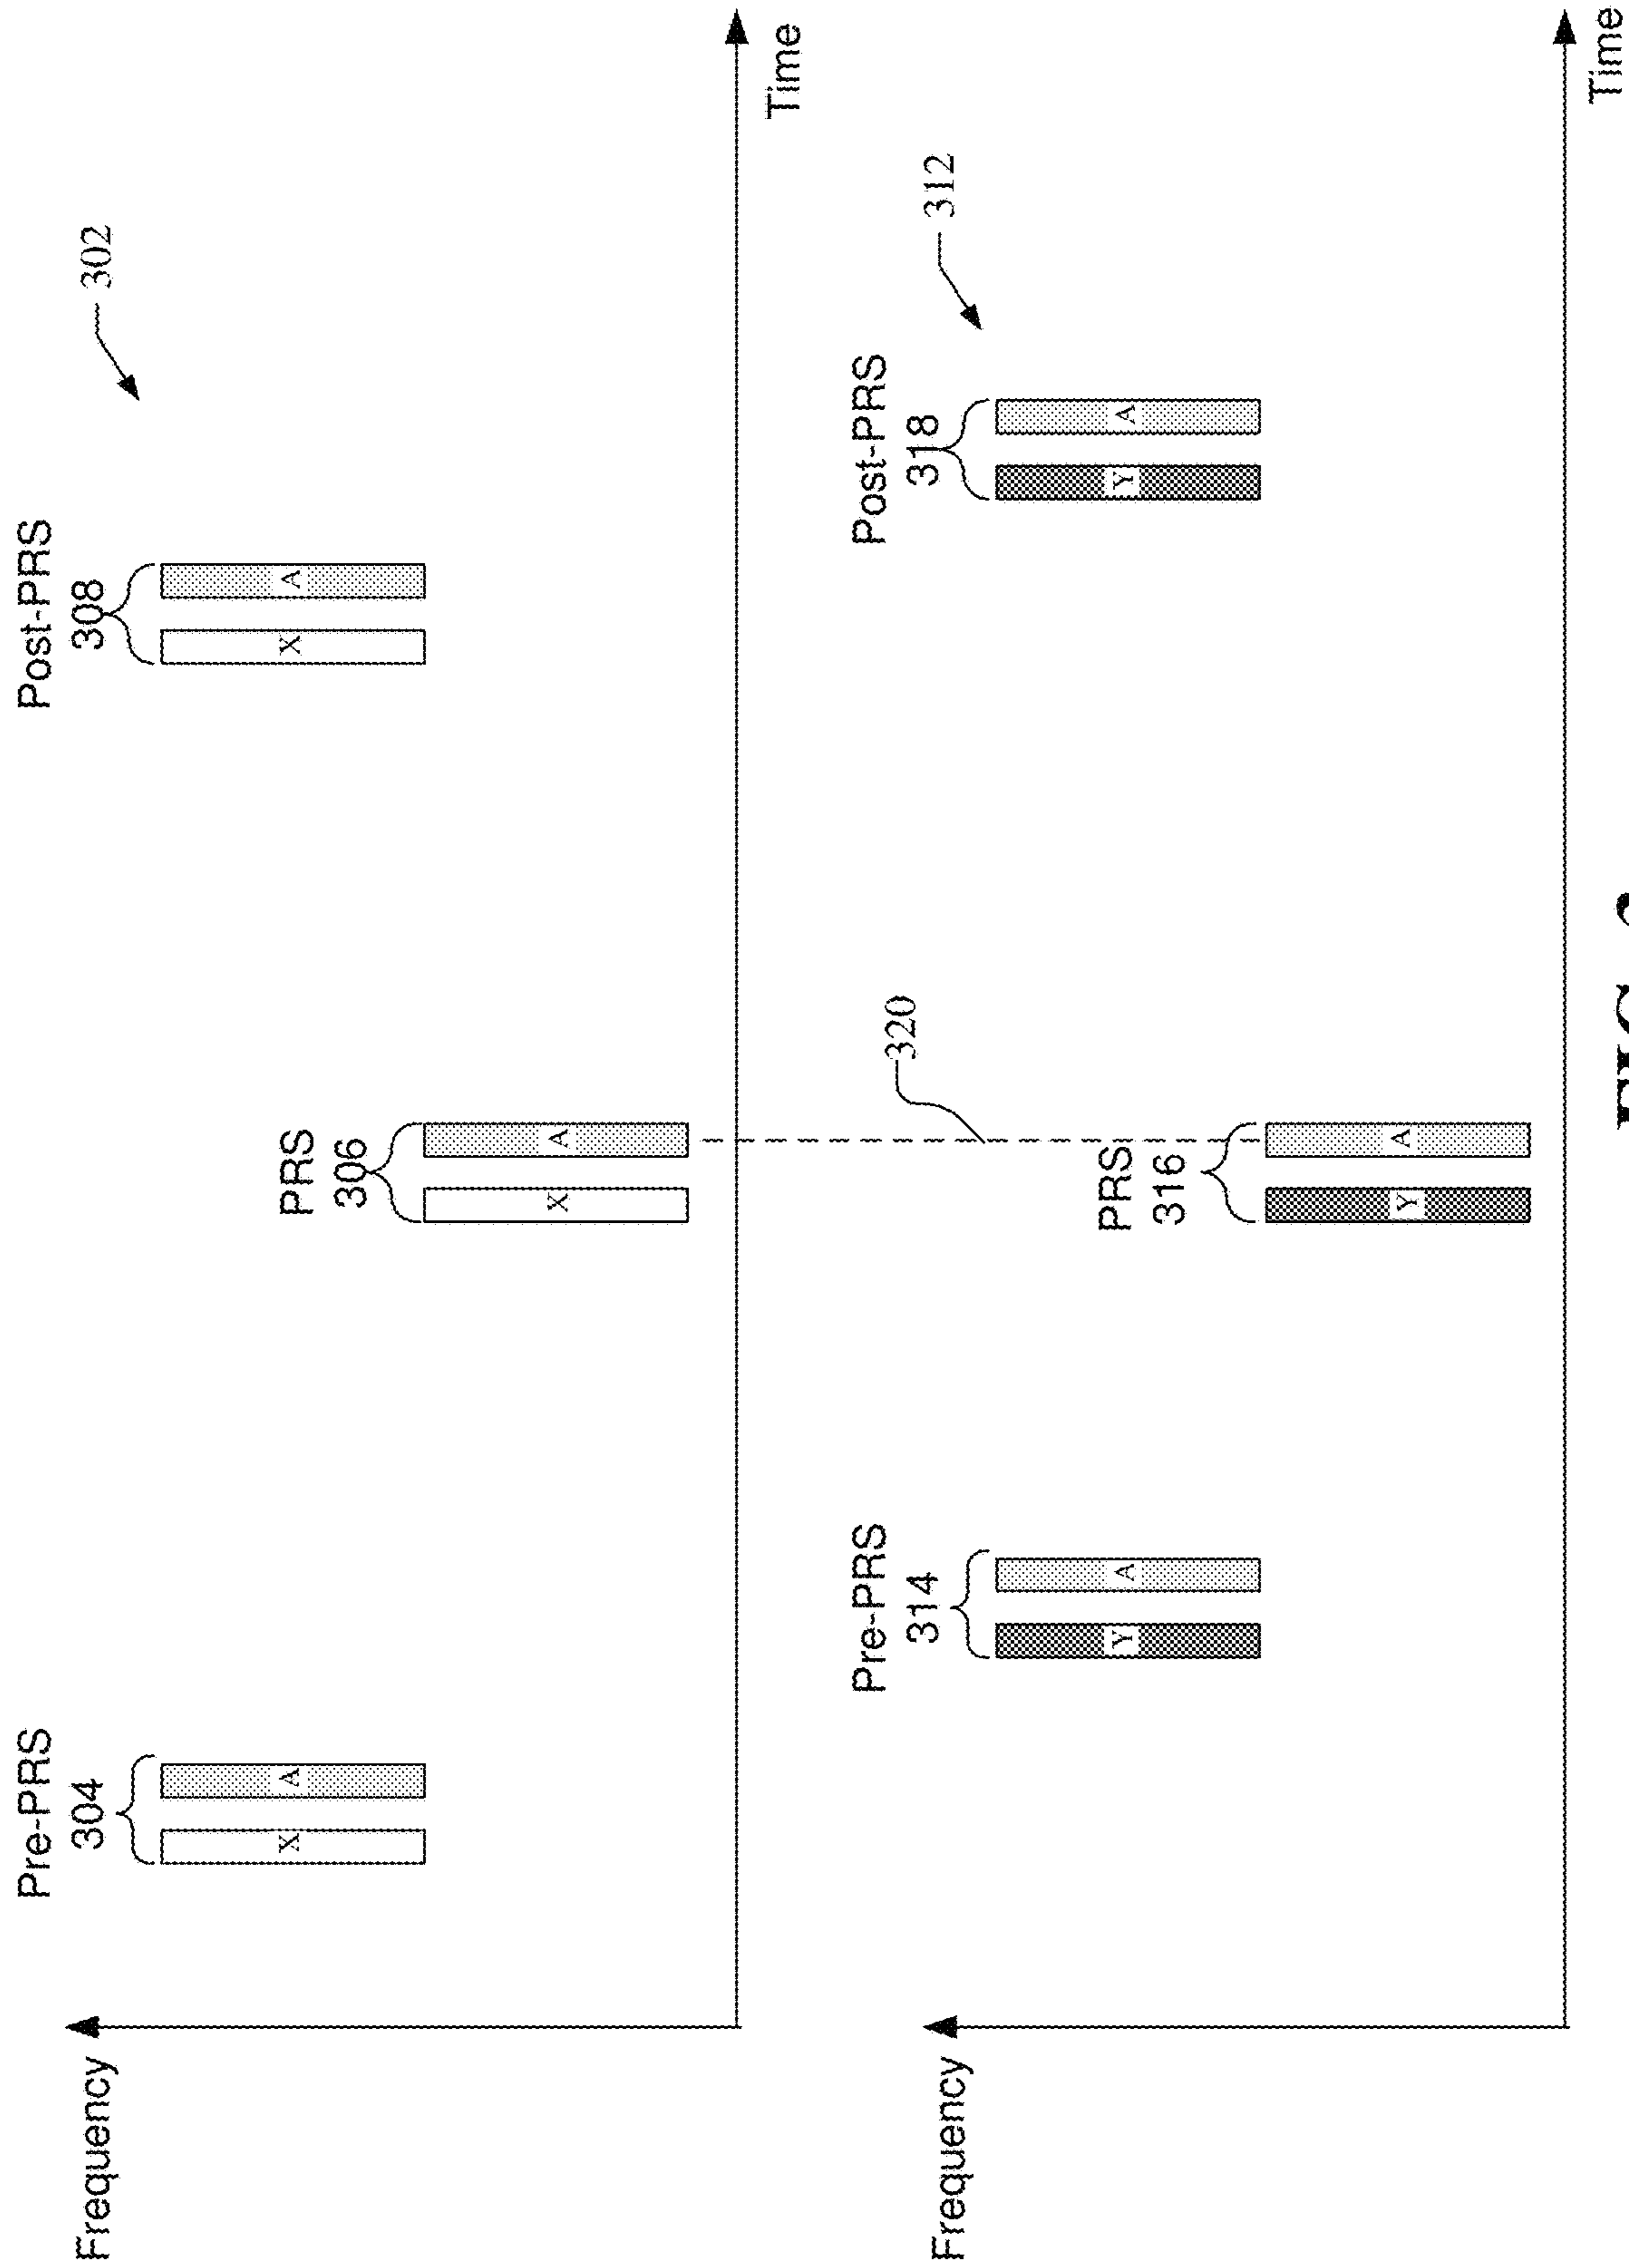 Frequency
Pre-PRS
304
X
A
PRS
306
X
A
Post-PRS
308
X
A
302
Time
Frequency
Pre-PRS
314
Y
A
320
PRS
316
Y
A
Post-PRS
318
Y
A
312
Time